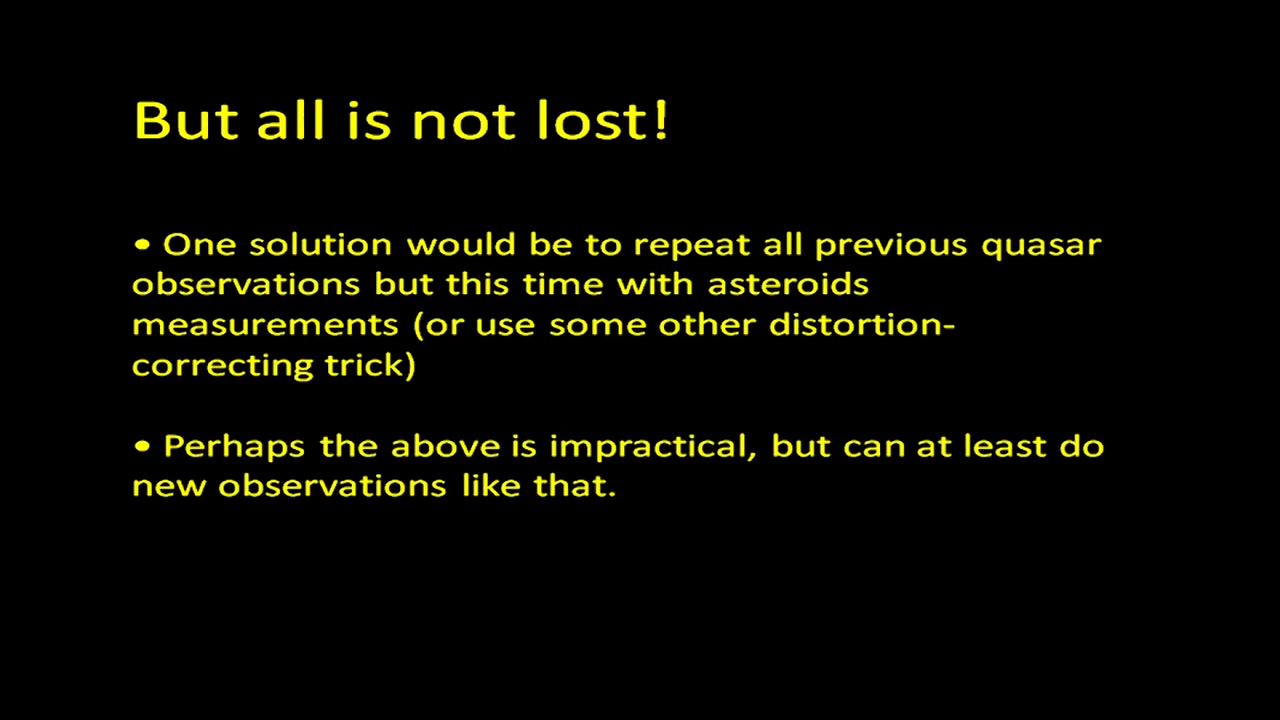 But all is not lost!
• One solution would be to repeat all previous quasar
observations but this time with asteroids
measurements (or use some other distortion-
correcting trick)
• Perhaps the above is impractical, but can at least do
new observations like that.